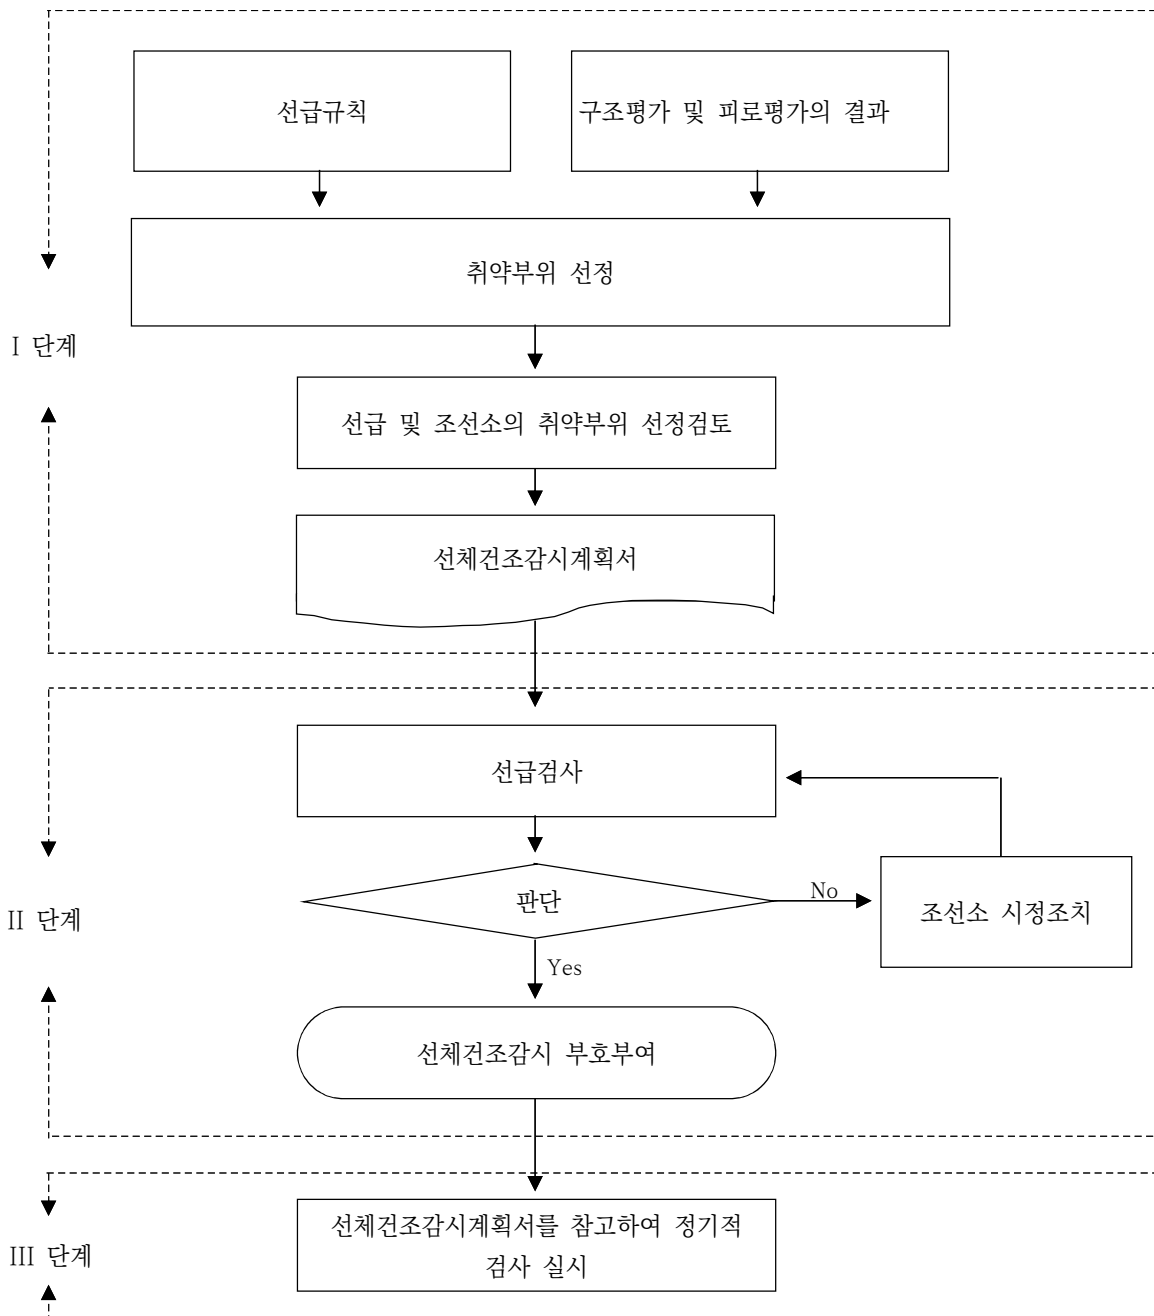 선급규칙
구조평가 및 피로평가의 결과
취약부위 선정
I 단계
선급 및 조선소의 취약부위 선정검토
선체건조감시계획서
선급검사
판단
No
조선소 시정조치
II 단계
Yes
선체건조감시 부호부여
선체건조감시계획서를 참고하여 정기적
검사 실시
III 단계